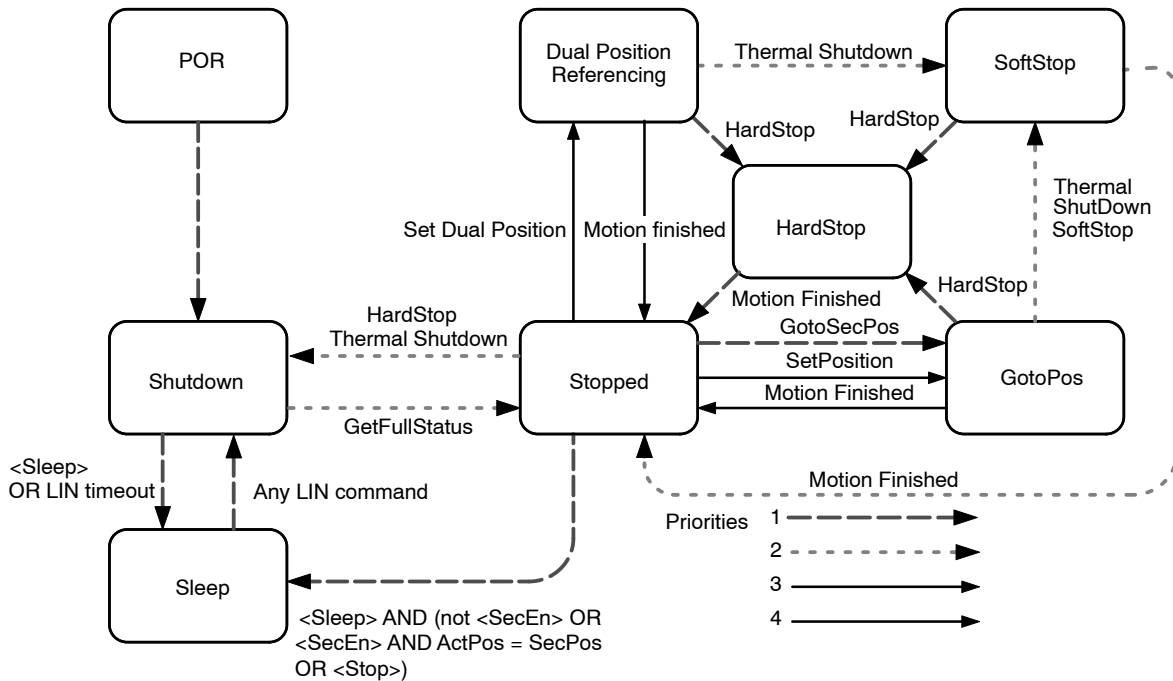 POR
Dual Position
Referencing
Thermal Shutdown
SoftStop
HardStop
HardStop
HardStop
Thermal
ShutDown
SoftStop
Set Dual Position
Motion finished
HardStop
Motion Finished
HardStop
Thermal Shutdown
GotoSecPos
SetPosition
Motion Finished
Shutdown
Stopped
GotoPos
GetFullStatus
<Sleep>
OR LIN timeout
Any LIN command
Motion Finished
Priorities
1
2
3
4
Sleep
<Sleep> AND (not <SecEn> OR
<SecEn> AND ActPos = SecPos
OR <Stop>)